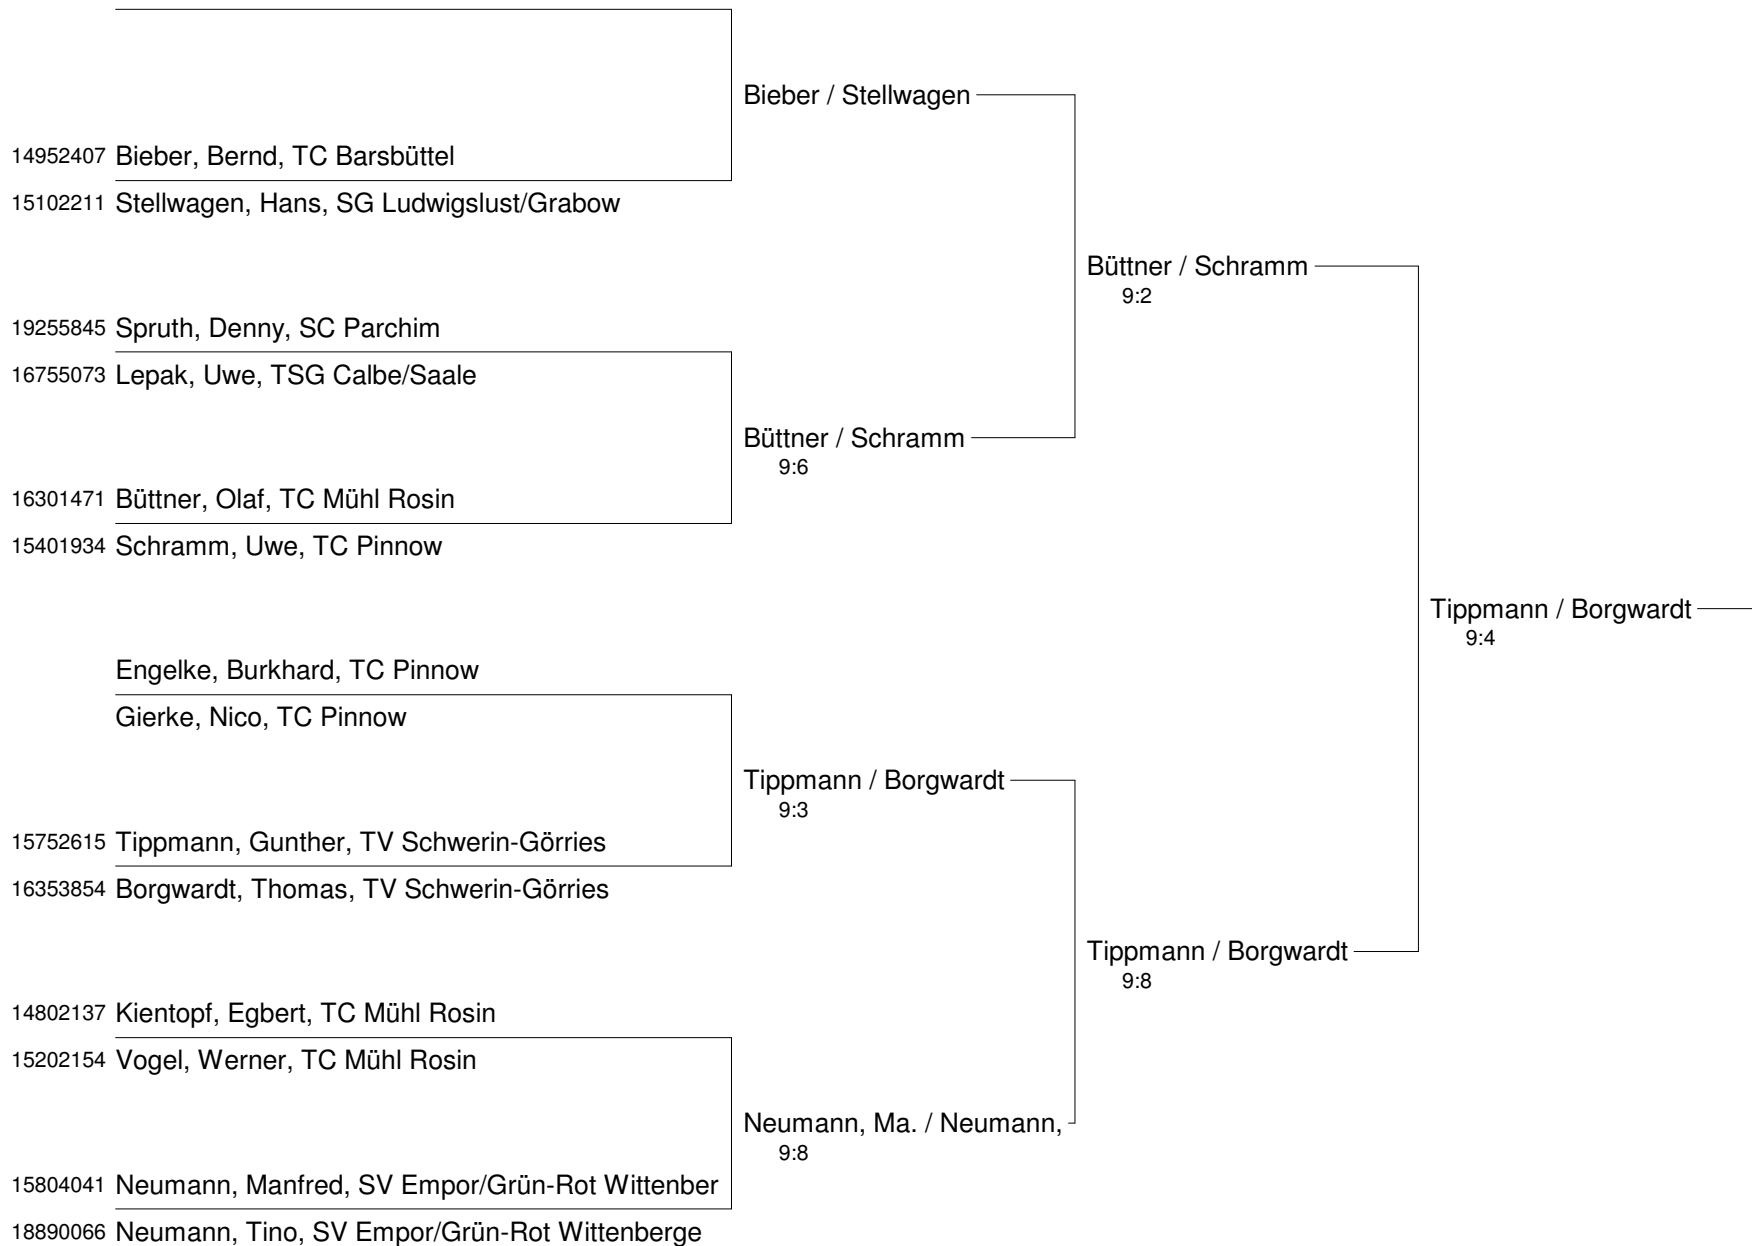 Bieber / Stellwagen
14952407 Bieber, Bernd, TC Barsbüttel
15102211 Stellwagen, Hans, SG Ludwigslust/Grabow
Büttner / Schramm
9:2
19255845 Spruth, Denny, SC Parchim
16755073 Lepak, Uwe, TSG Calbe/Saale
Büttner / Schramm
9:6
16301471 Büttner, Olaf, TC Mühl Rosin
15401934 Schramm, Uwe, TC Pinnow
Tippmann / Borgwardt
9:4
Engelke, Burkhard, TC Pinnow
Gierke, Nico, TC Pinnow
Tippmann / Borgwardt
9:3
15752615 Tippmann, Gunther, TV Schwerin-Görries
16353854 Borgwardt, Thomas, TV Schwerin-Görries
Tippmann / Borgwardt
9:8
14802137 Kientopf, Egbert, TC Mühl Rosin
15202154 Vogel, Werner, TC Mühl Rosin
Neumann, Ma. / Neumann,
9:8
15804041 Neumann, Manfred, SV Empor/Grün-Rot Wittenber
18890066 Neumann, Tino, SV Empor/Grün-Rot Wittenberge